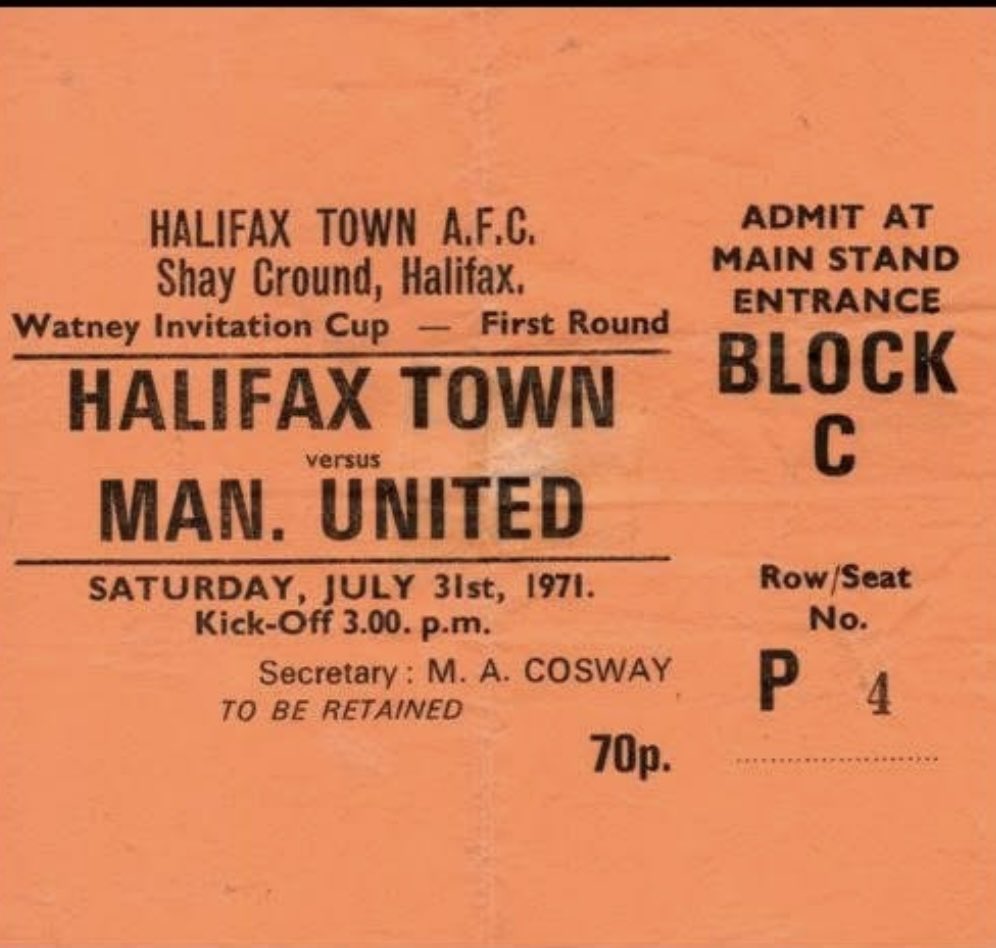 HALIFAX TOWN A.F.C.
Shay Cround, Halifax.
Watney Invitation Cup — First Round
HALIFAX TOWN
versus
MAN. UNITED
SATURDAY, JULY 31st, 1971.
Kick-Off 3.00. p.m.
Secretary : M. A. COSWAY
TO BE RETAINED
70p.
ADMIT AT
MAIN STAND
ENTRANCE
BLOCK
C
Row/Seat
No.
P 4